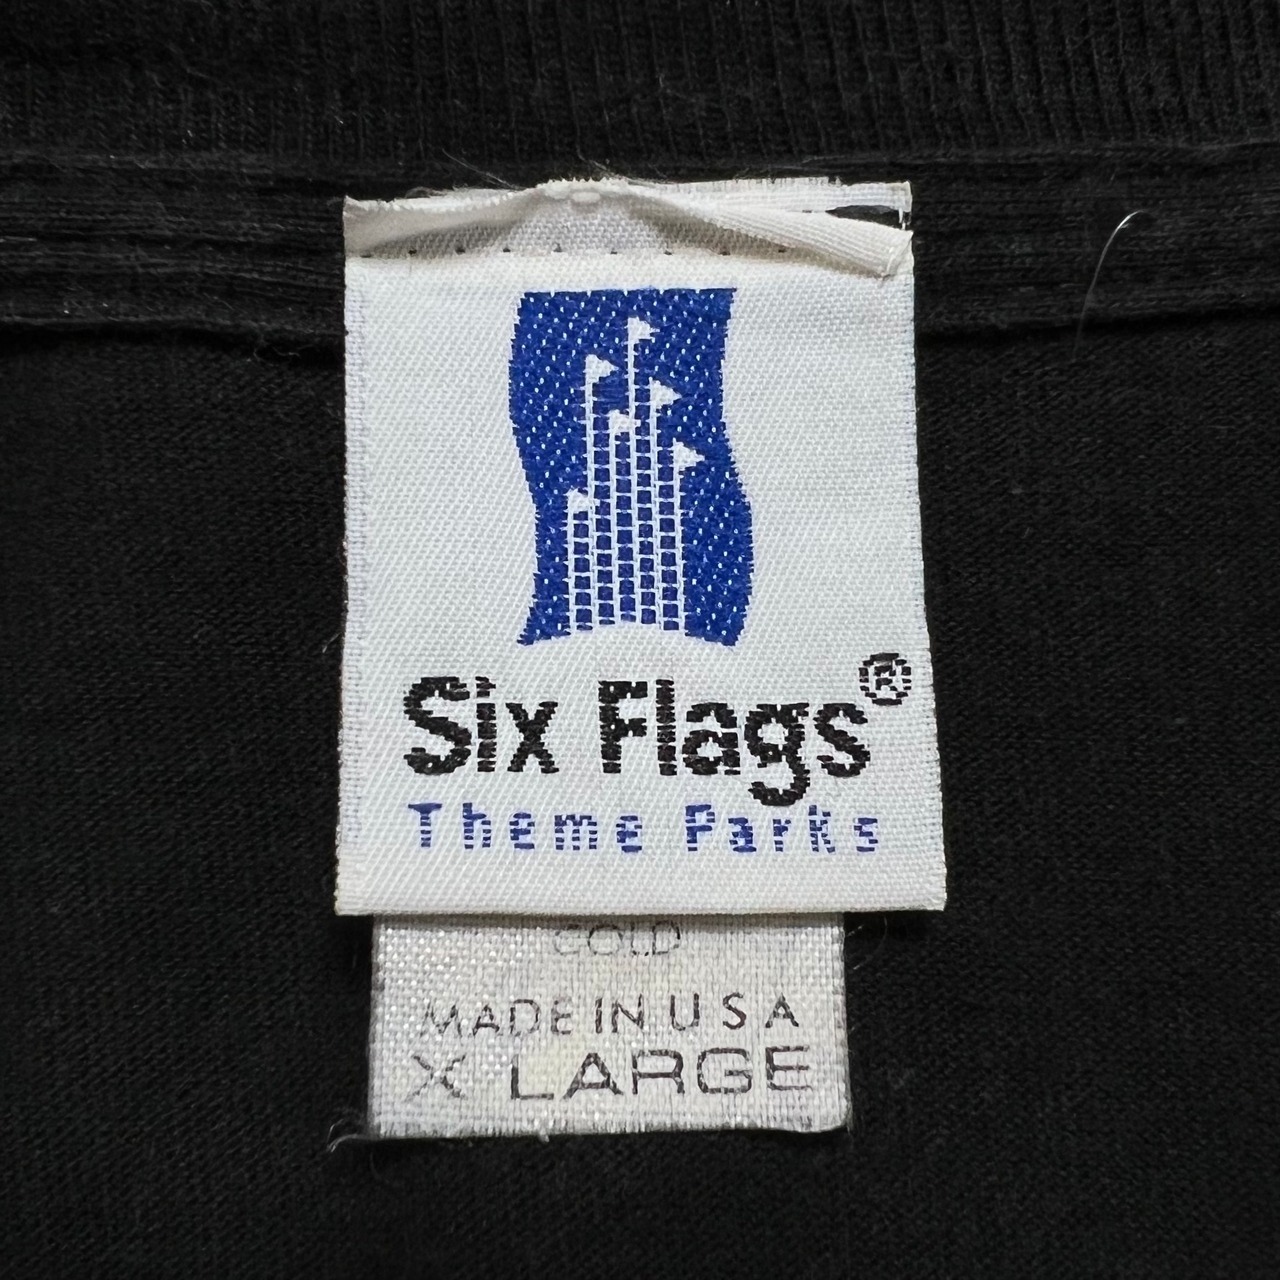 Six Flags®
Theme Parks
GOLD
MADE IN U S A
X LARGE